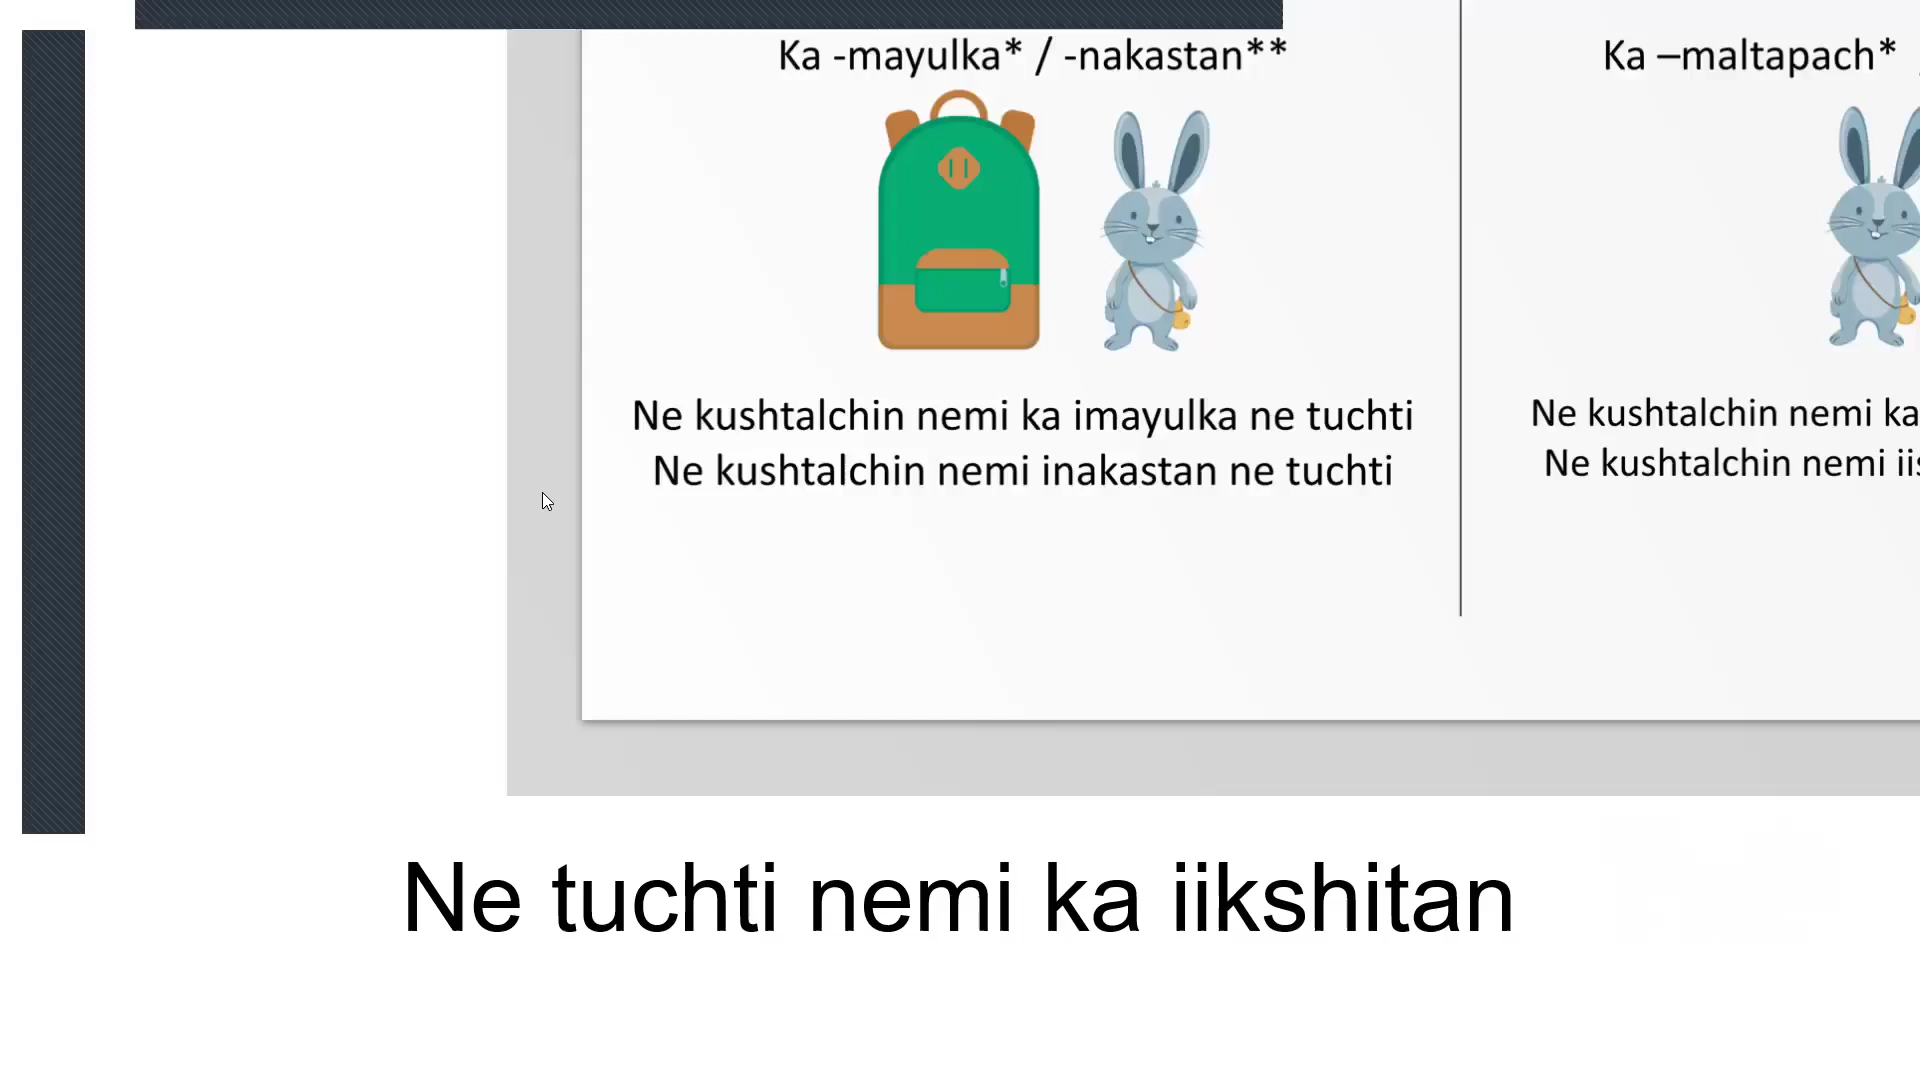 Ka -mayulka* / -nakastan**
Ka –maltapach*
Ne kushtalchin nemi ka imayulka ne tuchti
Ne kushtalchin nemi inakastan ne tuchti
Ne kushtalchin nemi ka
Ne kushtalchin nemi
Ne tuchti nemi ka iikshitan